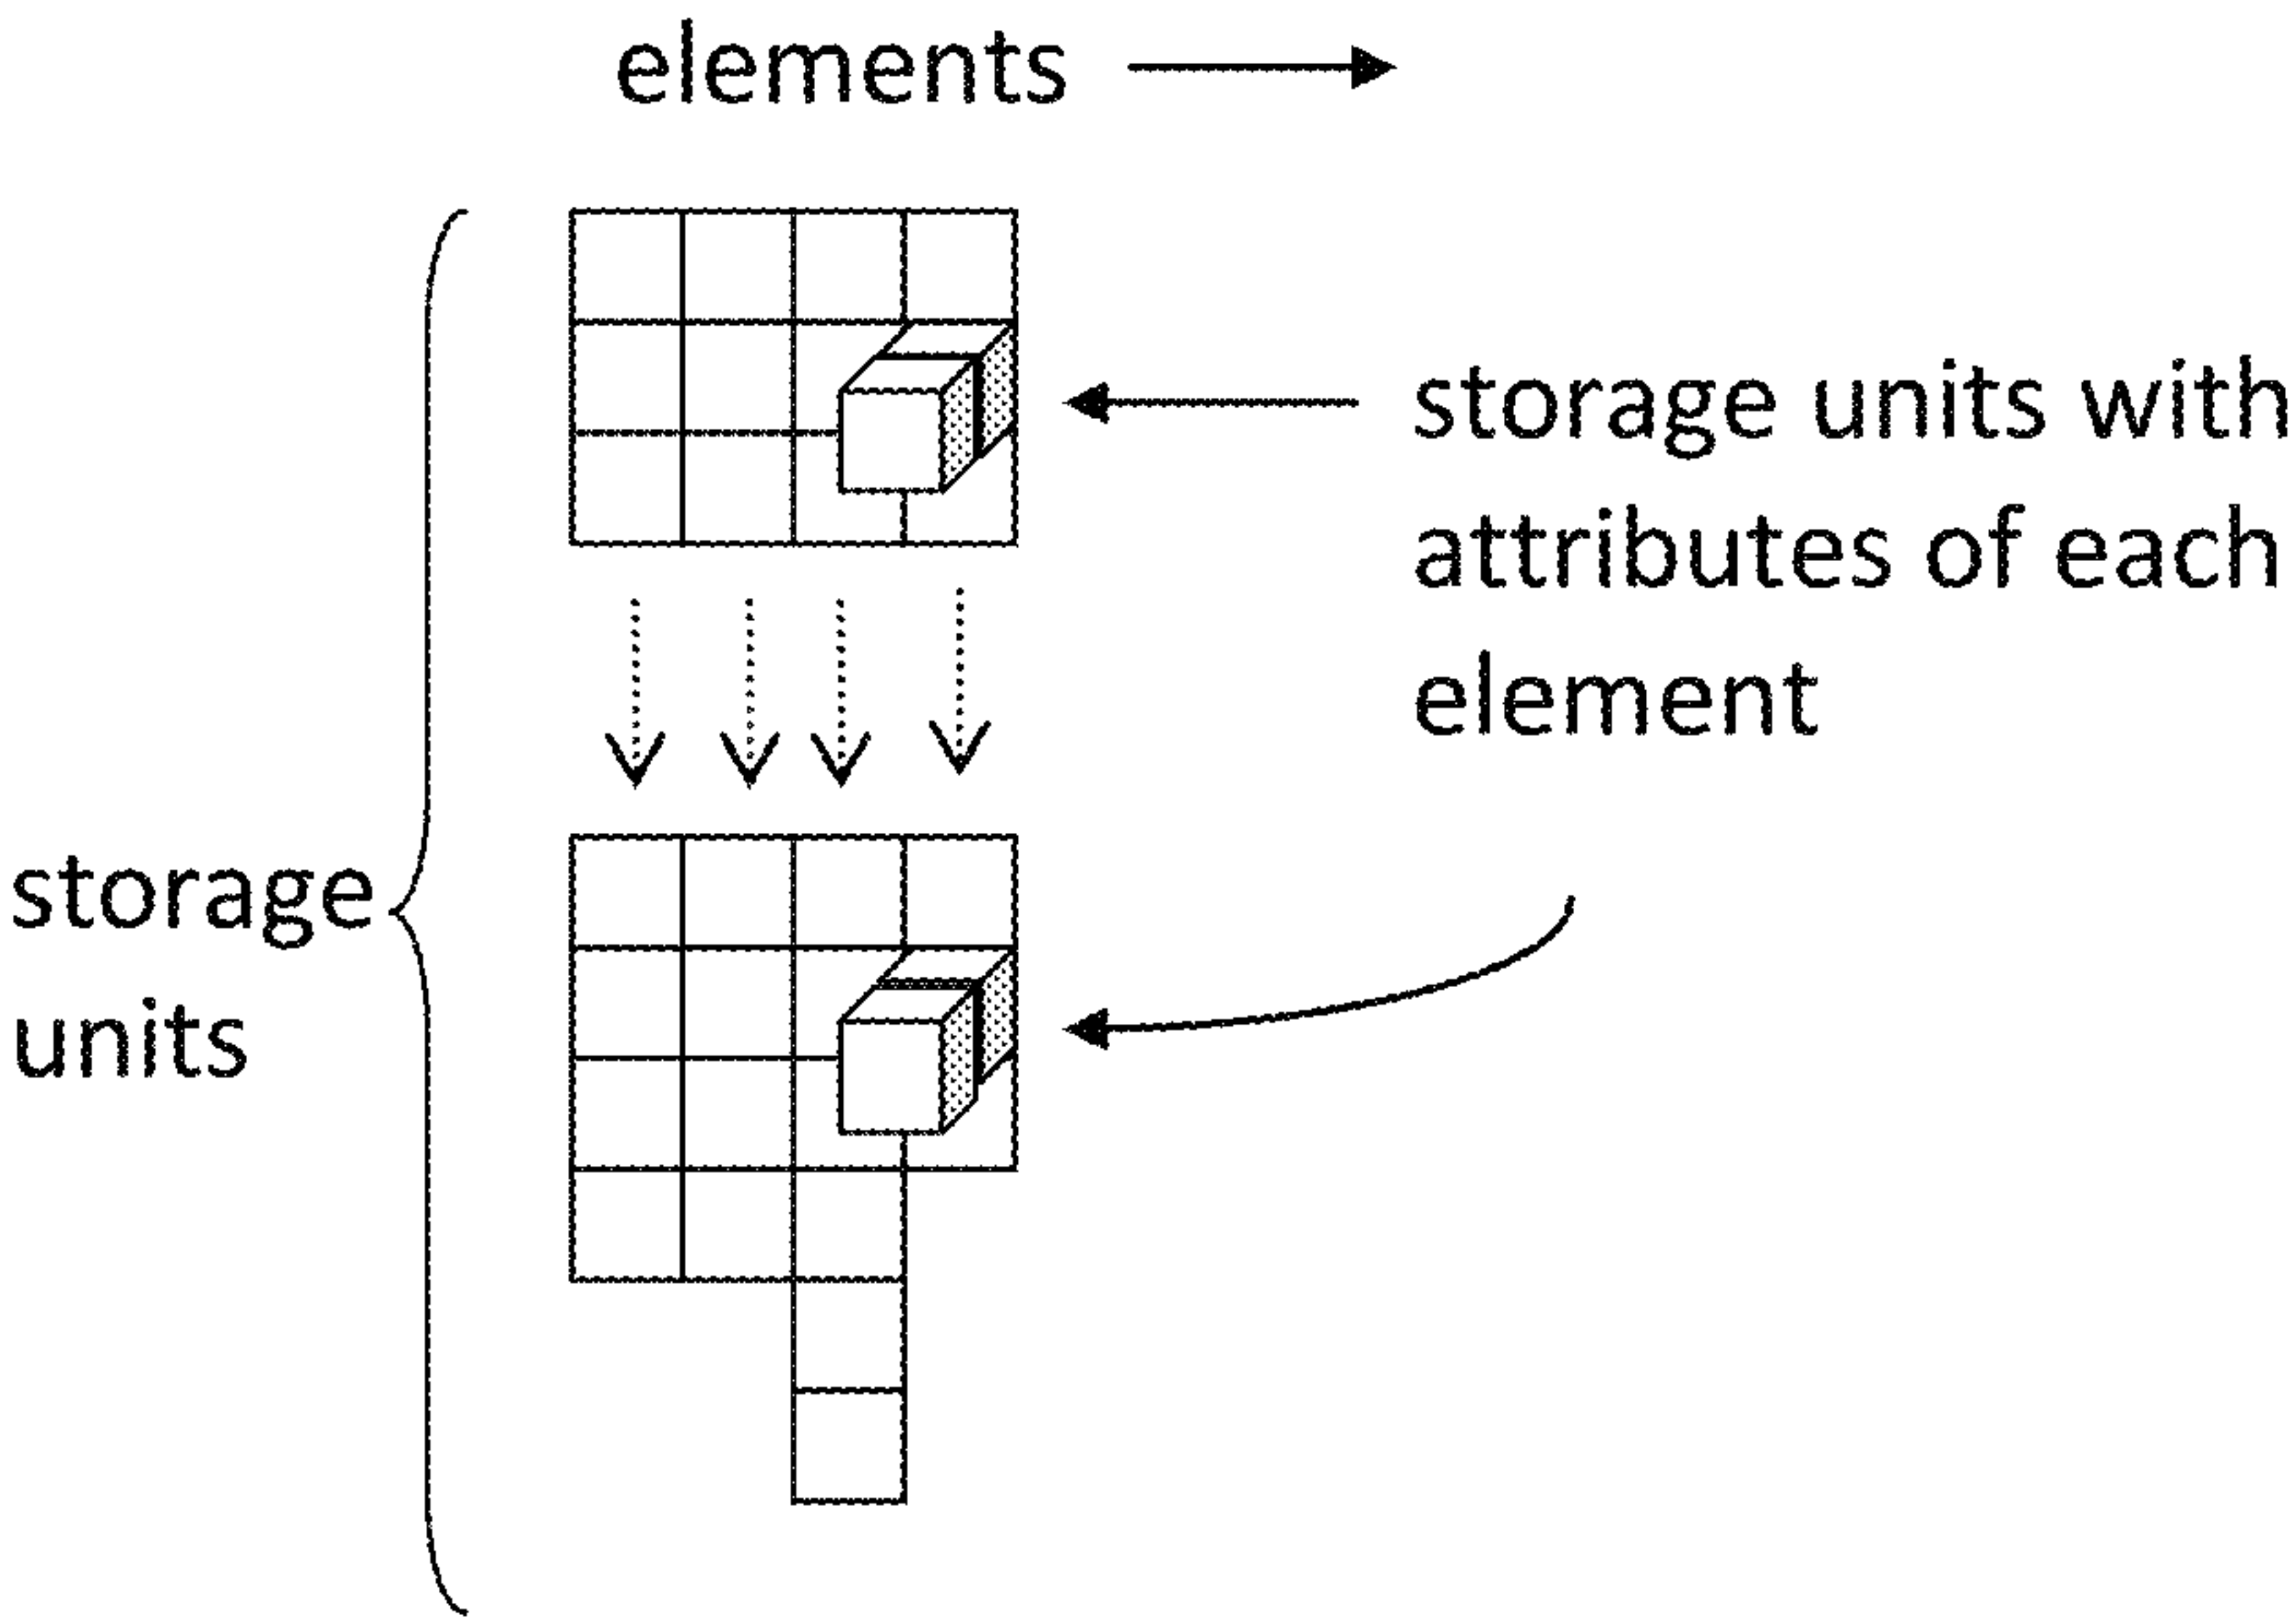 elements
storage units with
attributes of each
element
storage
units